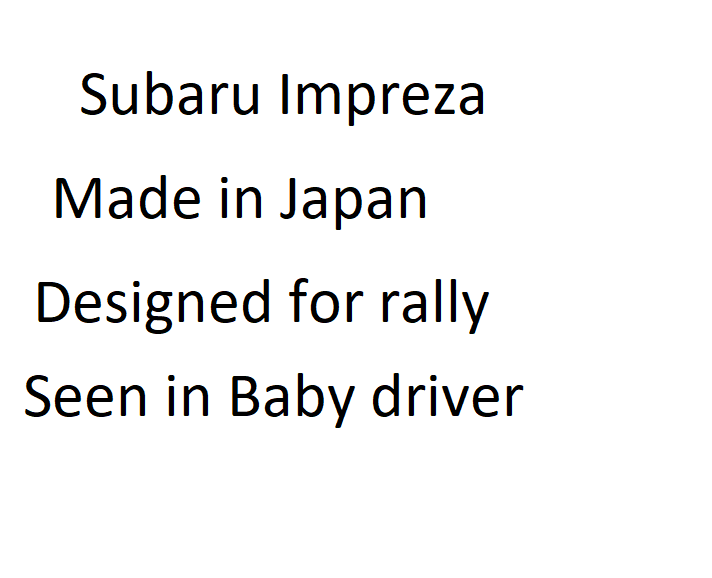 Subaru Impreza
Made in Japan
Designed for rally
Seen in Baby driver